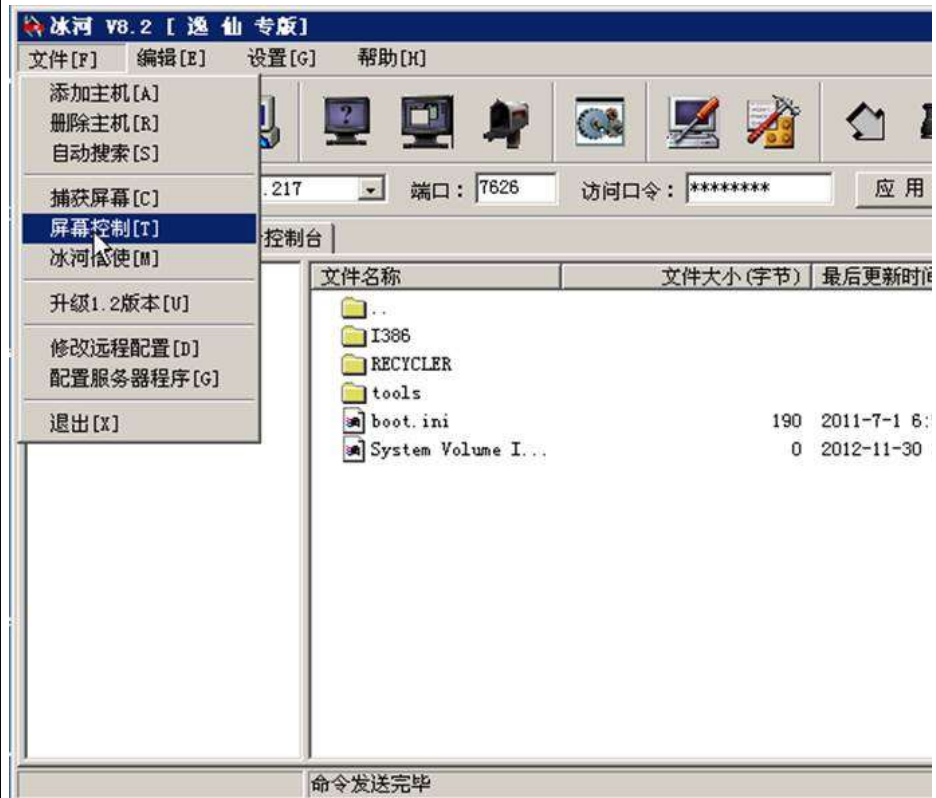 冰河 V8.2 [ 逸 仙 专版]
文件[F] 编辑[E] 设置[G] 帮助[H]
添加主机[A]
删除主机[R]
自动搜索[S]
捕获屏幕[C]
屏幕控制[T]
冰河信使[M]
升级1.2版本[U]
修改远程配置[D]
配置服务器程序[G]
退出[X]
?
.217 端口: 7626 访问口令: ******** 应用
控制台
文件名称 文件大小(字节) 最后更新时间
..
I386
RECYCLER
tools
boot.ini 190 2011-7-1 6:
System Volume I... 0 2012-11-30
命令发送完毕